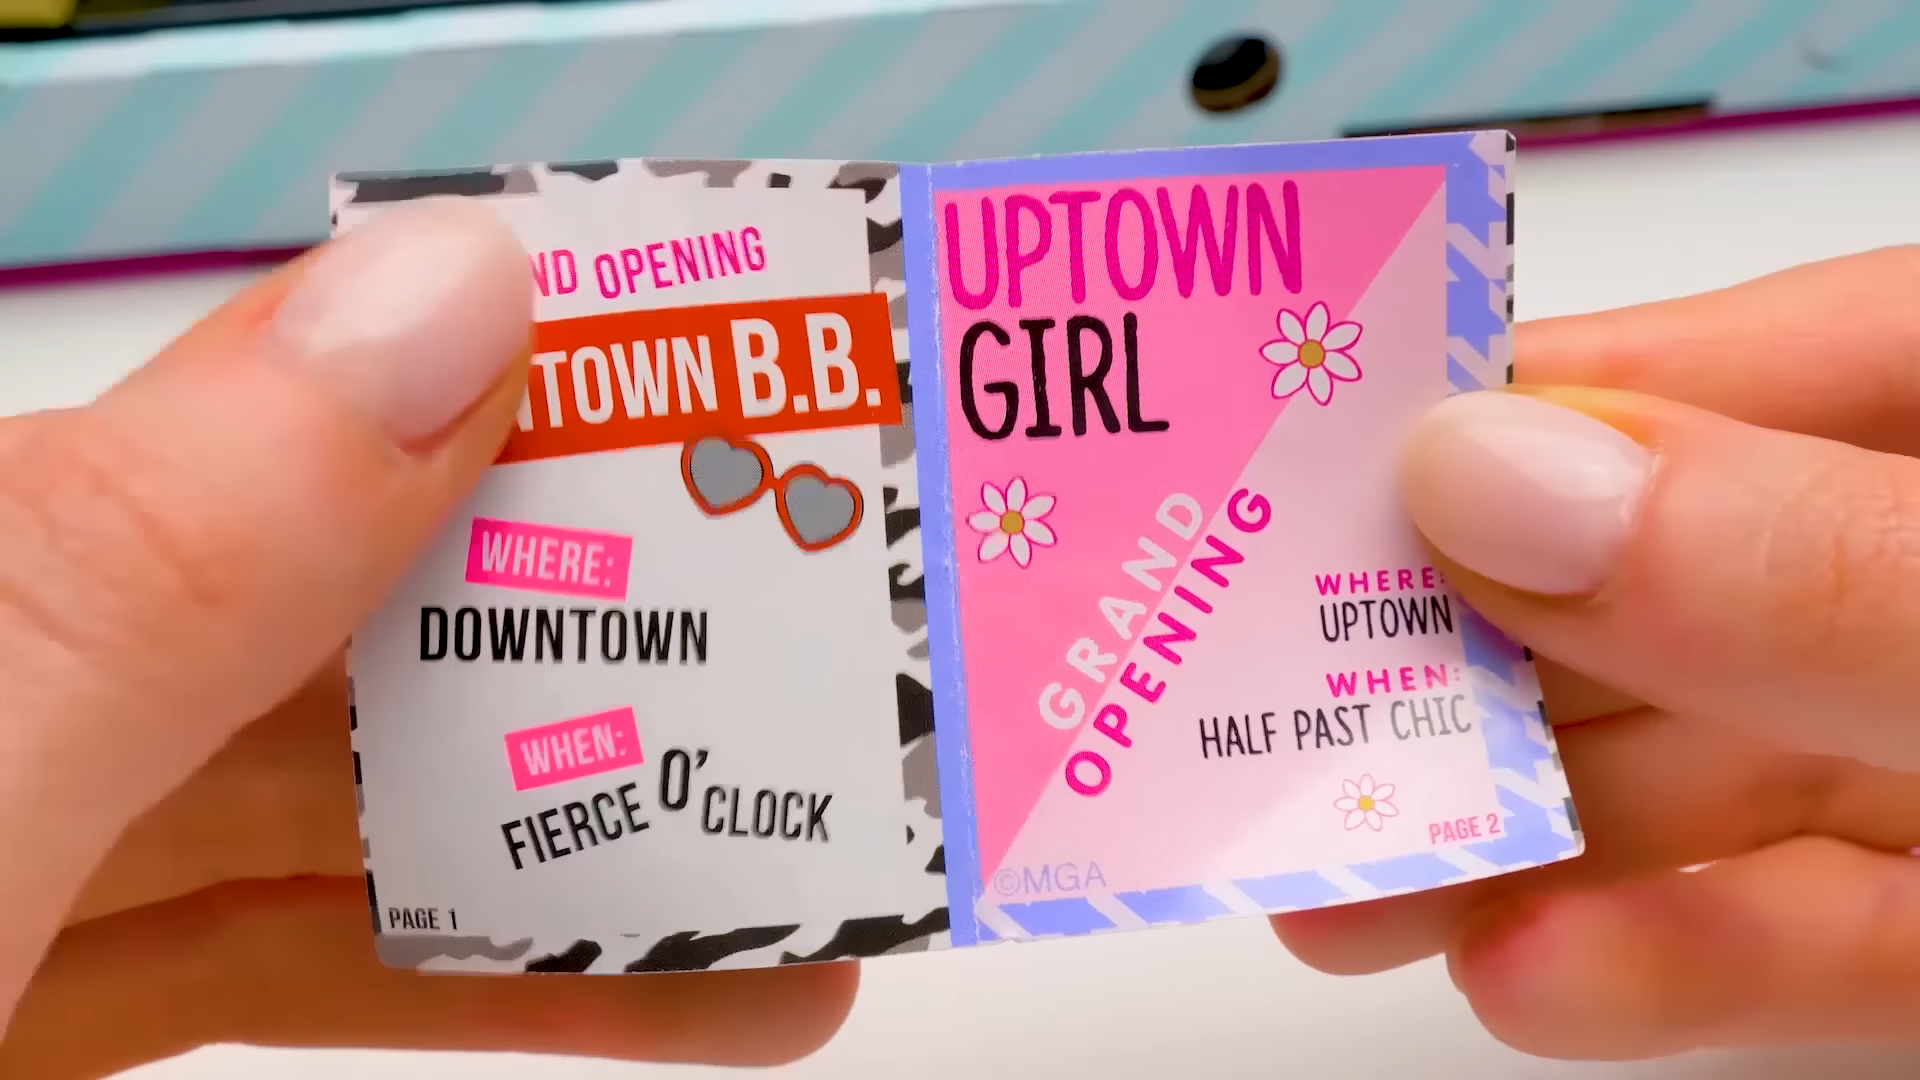 ND OPENING
NTOWN B.B.
WHERE:
DOWNTOWN
WHEN:
FIERCE O'CLOCK
PAGE 1
UPTOWN
GIRL
GRAND
OPENING
WHERE:
UPTOWN
WHEN:
HALF PAST CHIC
PAGE 2
©MGA